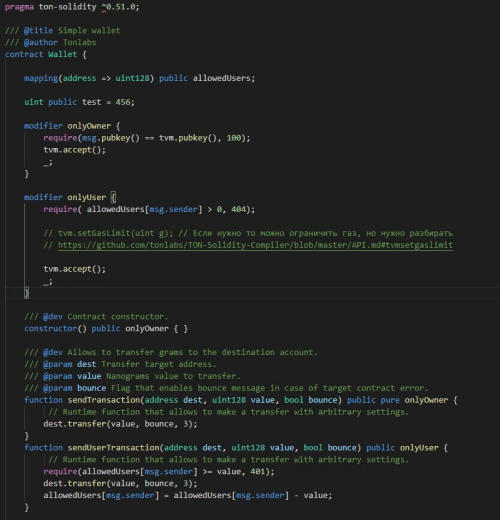 pragma ton-solidity ^0.51.0;
/// @title Simple wallet
/// @author Tonlabs
contract Wallet {
mapping(address => uint128) public allowedUsers;
uint public test = 456;
modifier onlyOwner {
require(msg.pubkey() == tvm.pubkey(), 100);
tvm.accept();
_;
}
modifier onlyUser {
require( allowedUsers[msg.sender] > 0, 404);
// tvm.setGasLimit(uint g); // Если нужно то можно ограничить газ, но нужно разбирать
// https://github.com/tonlabs/TON-Solidity-Compiler/blob/master/API.md#tvmsetgaslimit
tvm.accept();
_;
}
/// @dev Contract constructor.
constructor() public onlyOwner { }
/// @dev Allows to transfer grams to the destination account.
/// @param dest Transfer target address.
/// @param value Nanograms value to transfer.
/// @param bounce Flag that enables bounce message in case of target contract error.
function sendTransaction(address dest, uint128 value, bool bounce) public pure onlyOwner {
// Runtime function that allows to make a transfer with arbitrary settings.
dest.transfer(value, bounce, 3);
}
function sendUserTransaction(address dest, uint128 value, bool bounce) public onlyUser {
// Runtime function that allows to make a transfer with arbitrary settings.
require(allowedUsers[msg.sender] >= value, 401);
dest.transfer(value, bounce, 3);
allowedUsers[msg.sender] = allowedUsers[msg.sender] - value;
}